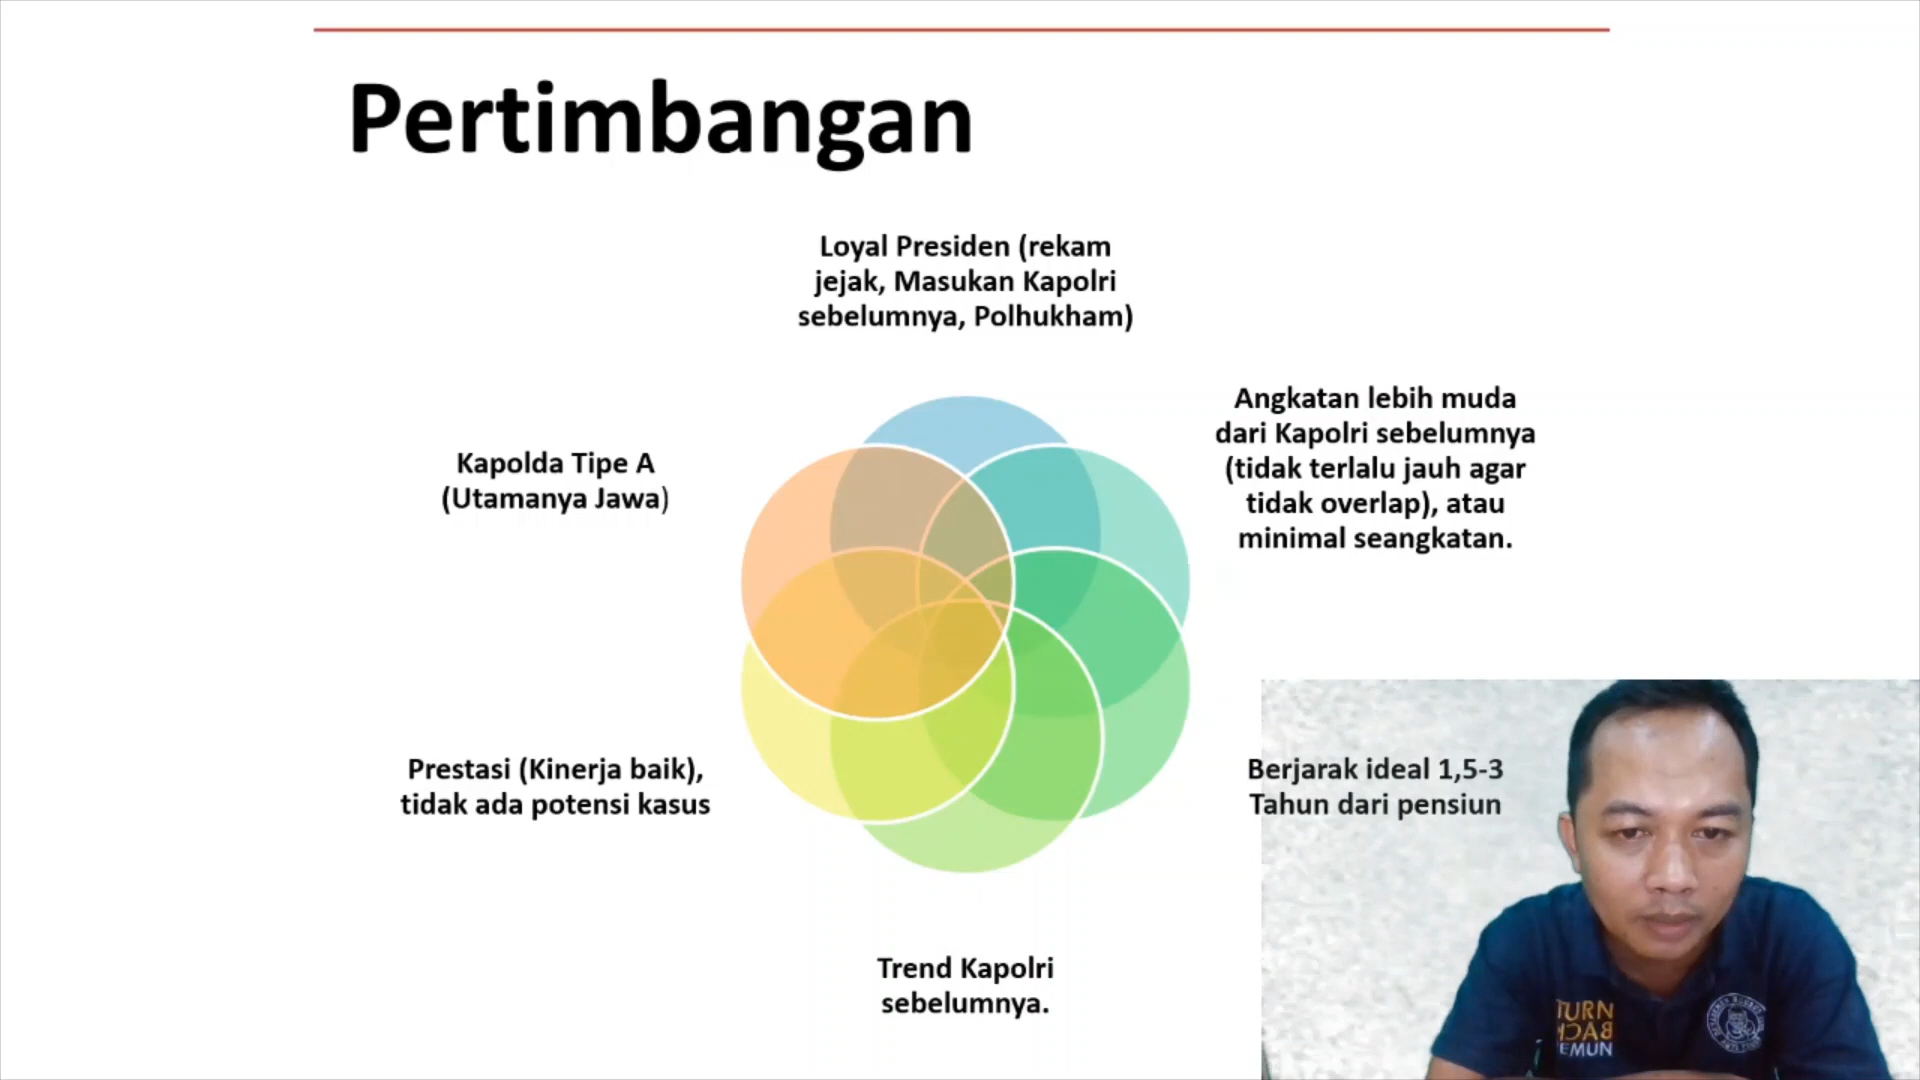 Pertimbangan
Loyal Presiden (rekam
jejak, Masukan Kapolri
sebelumnya, Polhukham)
Angkatan lebih muda
dari Kapolri sebelumnya
(tidak terlalu jauh agar
tidak overlap), atau
minimal seangkatan.
Berjarak ideal 1,5-3
Tahun dari pensiun
Trend Kapolri
sebelumnya.
Prestasi (Kinerja baik),
tidak ada potensi kasus
Kapolda Tipe A
(Utamanya Jawa)
TURN
BACK